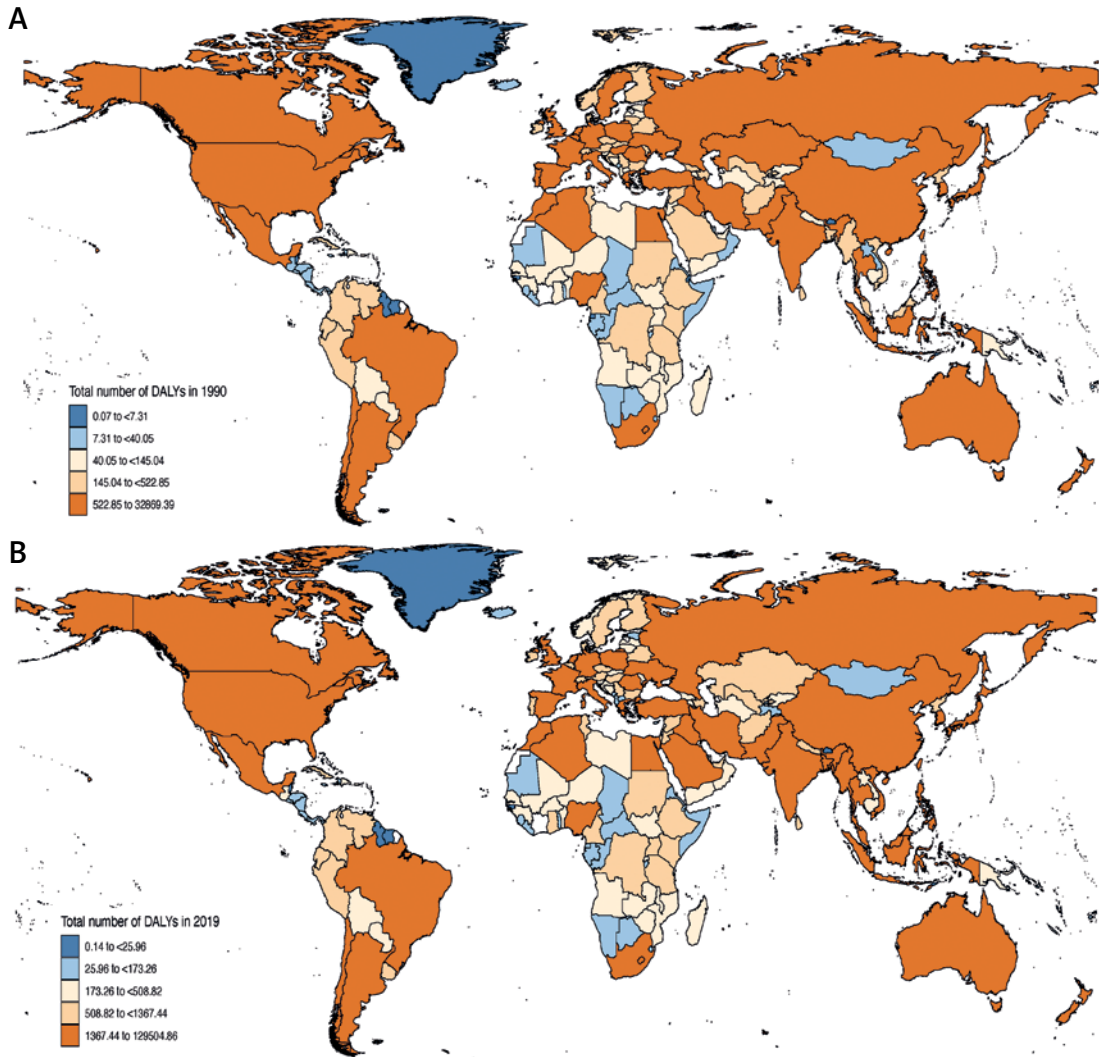 A
Total number of DALYs in 1990
0.07 to <7.31
7.31 to <40.05
40.05 to <145.04
145.04 to <522.85
522.85 to 32869.39
B
Total number of DALYs in 2019
0.14 to <25.96
25.96 to <173.26
173.26 to <508.82
508.82 to <1367.44
1367.44 to 129504.86